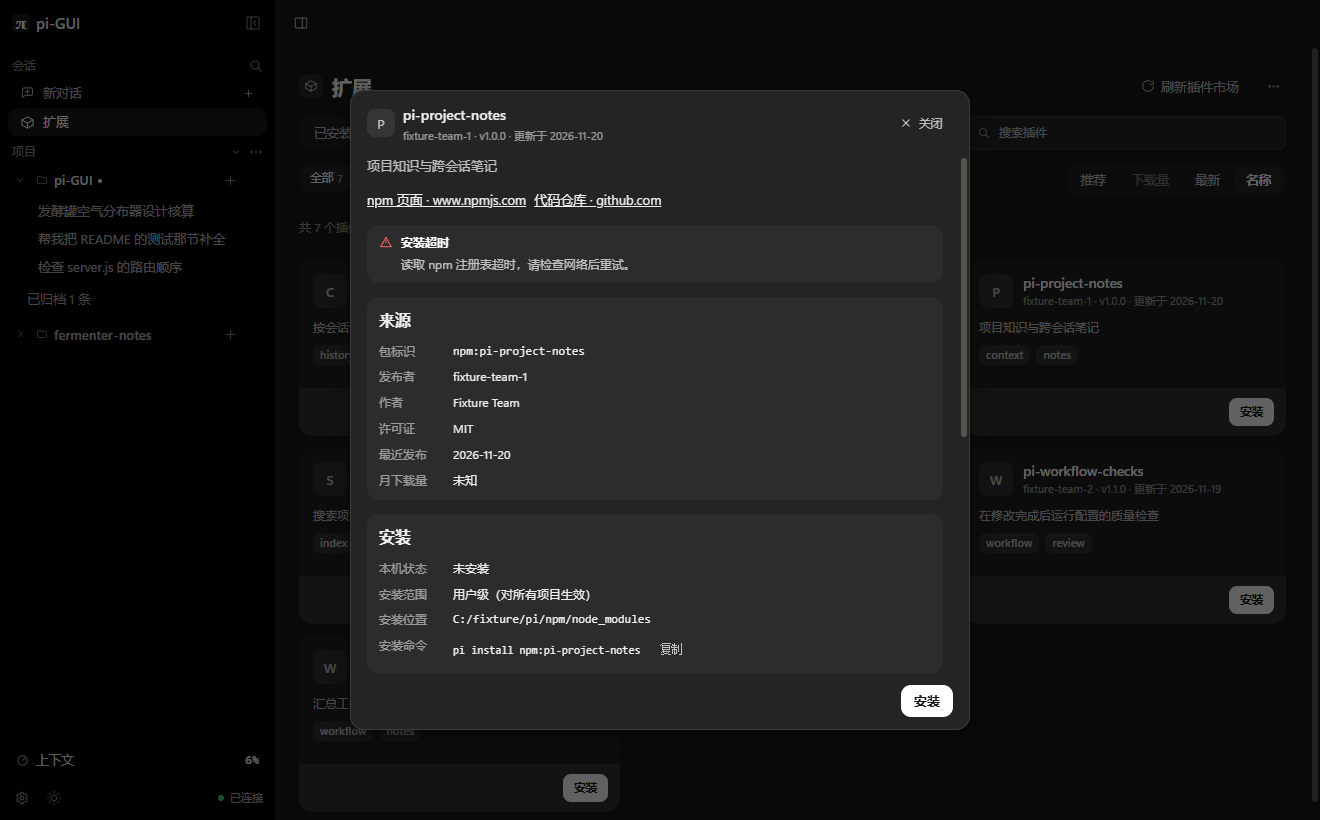 π pi-GUI
会话
新对话
扩展
项目
pi-GUI
发酵罐空气分布器设计核算
帮我把 README 的测试那节补全
检查 server.js 的路由顺序
已归档 1 条
fermenter-notes
上下文 6%
已连接
扩展
刷新插件市场
已安装
搜索插件
全部 7
推荐 下载量 最新 名称
共 7 个插
C
按会话
history
P
pi-project-notes
fixture-team-1 · v1.0.0 · 更新于 2026-11-20
项目知识与跨会话笔记
context notes
安装
S
搜索项
index
W
pi-workflow-checks
fixture-team-2 · v1.1.0 · 更新于 2026-11-19
在修改完成后运行配置的质量检查
workflow review
安装
W
汇总工
workflow notes
安装
P
pi-project-notes
fixture-team-1 · v1.0.0 · 更新于 2026-11-20
关闭
项目知识与跨会话笔记
npm 页面 · www.npmjs.com 代码仓库 · github.com
安装超时
读取 npm 注册表超时，请检查网络后重试。
来源
包标识 npm:pi-project-notes
发布者 fixture-team-1
作者 Fixture Team
许可证 MIT
最近发布 2026-11-20
月下载量 未知
安装
本机状态 未安装
安装范围 用户级（对所有项目生效）
安装位置 C:/fixture/pi/npm/node_modules
安装命令 pi install npm:pi-project-notes 复制
安装